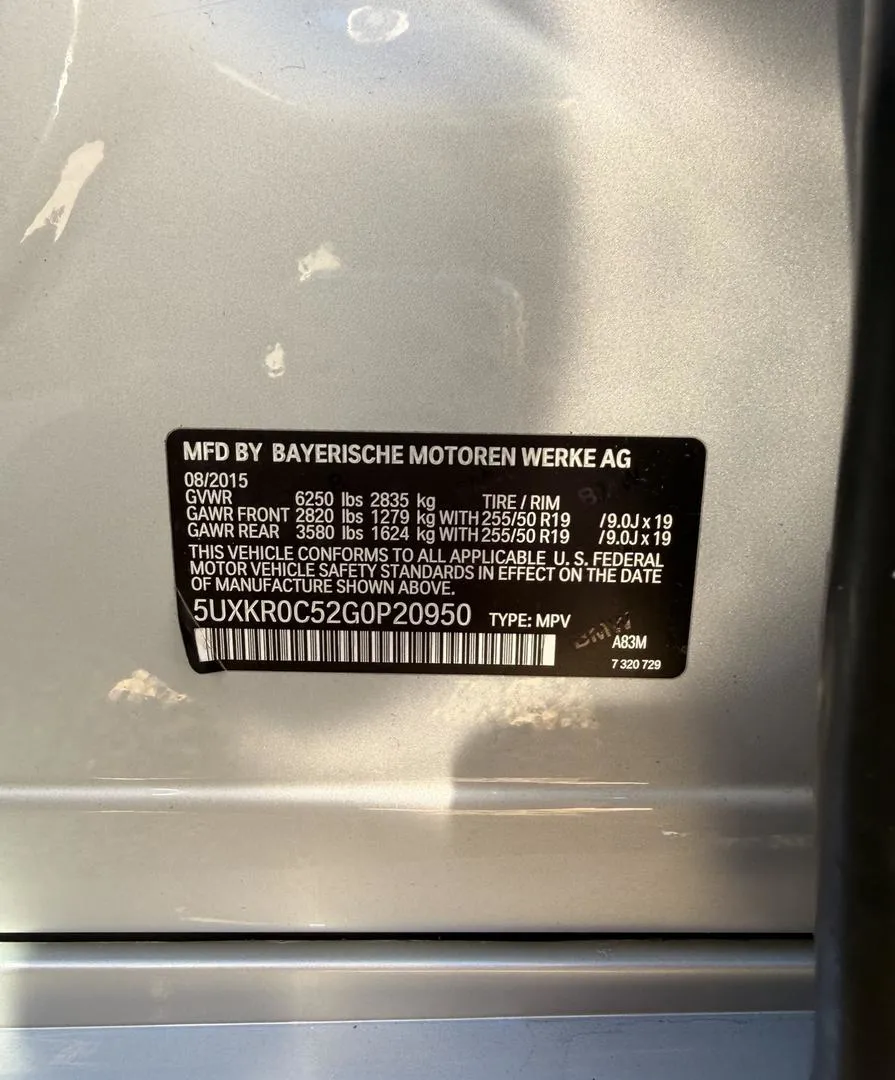 MFD BY BAYERISCHE MOTOREN WERKE AG
08/2015
GVWR 6250 lbs 2835 kg TIRE / RIM
GAWR FRONT 2820 lbs 1279 kg WITH 255/50 R19 /9.0J x 19
GAWR REAR 3580 lbs 1624 kg WITH 255/50 R19 /9.0J x 19
THIS VEHICLE CONFORMS TO ALL APPLICABLE U.S. FEDERAL
MOTOR VEHICLE SAFETY STANDARDS IN EFFECT ON THE DATE
OF MANUFACTURE SHOWN ABOVE.
5UXKR0C52G0P20950 TYPE: MPV
BMW
A83M
7 320 729